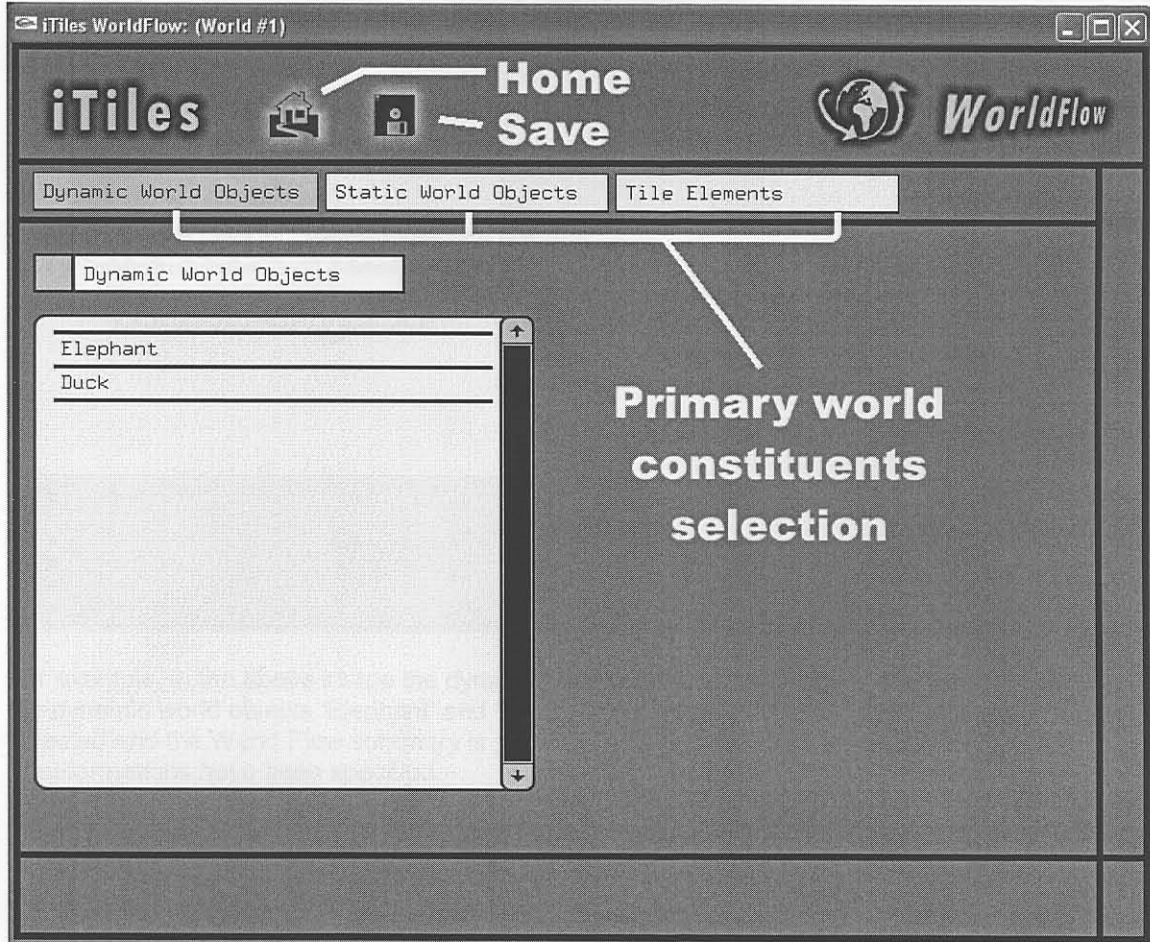 iTiles WorldFlow: (World #1)
iTiles
Home
Save
WorldFlow
Dynamic World Objects
Static World Objects
Tile Elements
Dynamic World Objects
Elephant
Duck
Primary world
constituents
selection